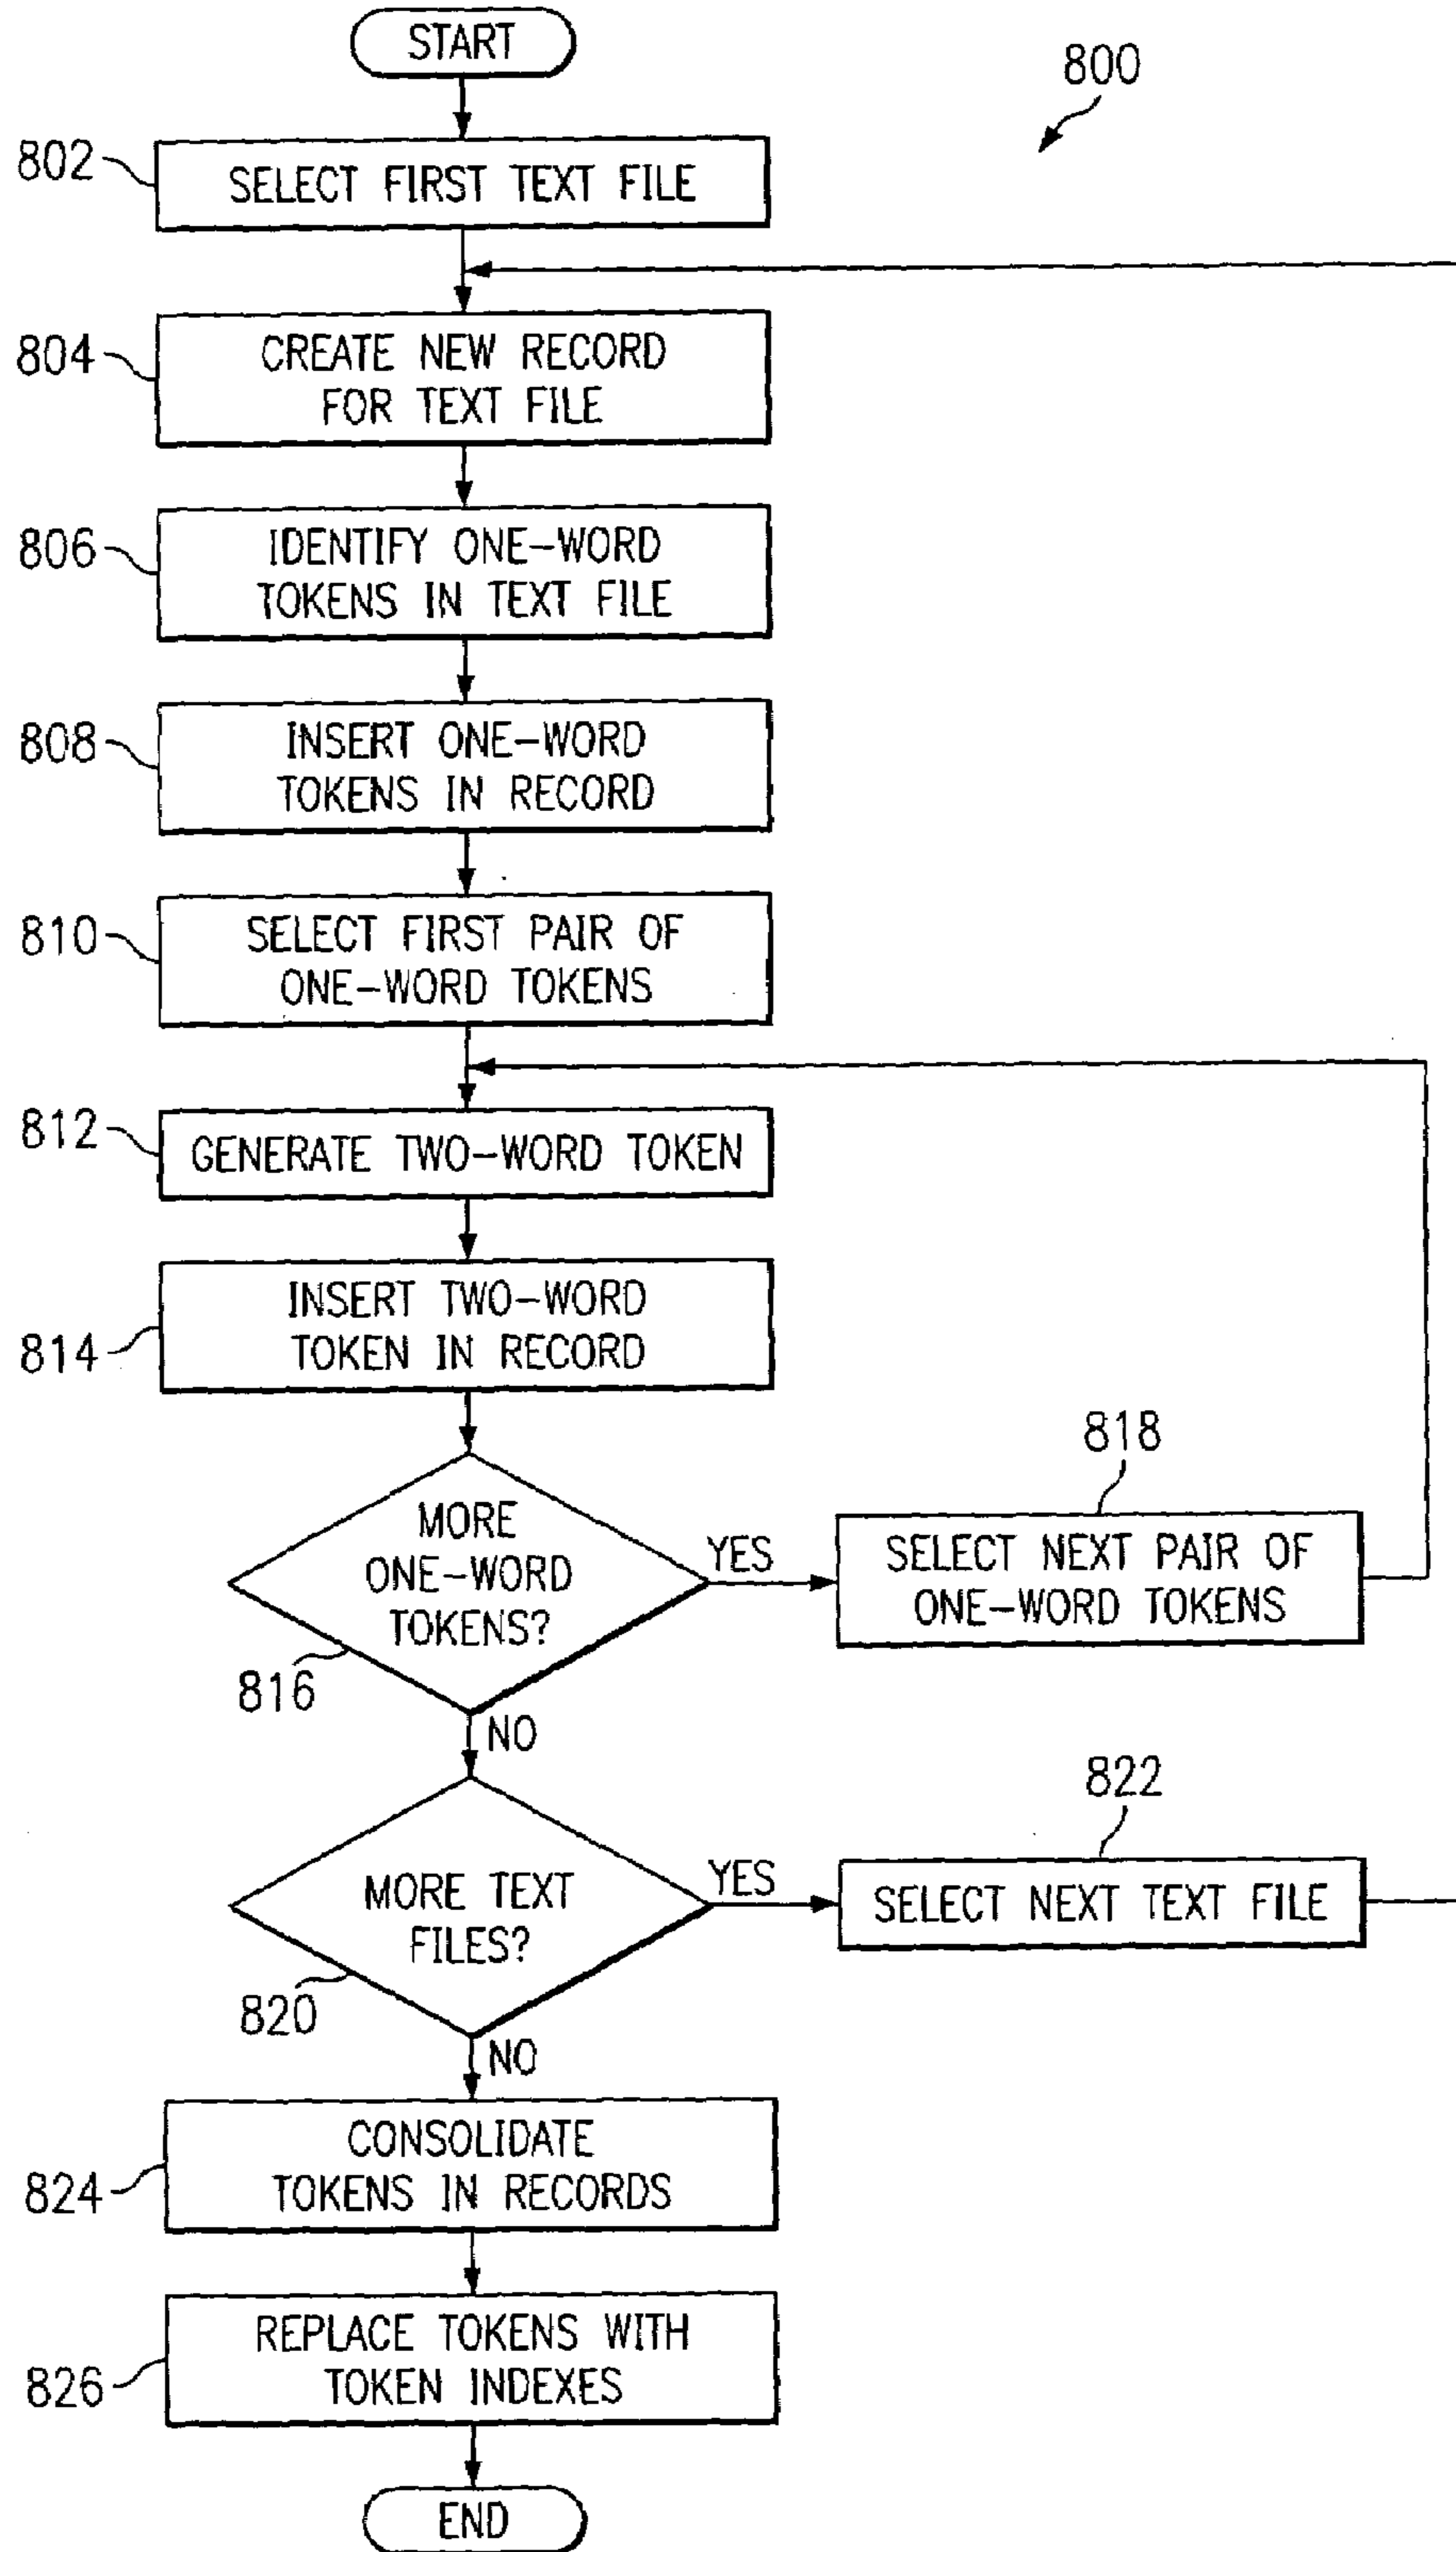 START
800
802
SELECT FIRST TEXT FILE
804
CREATE NEW RECORD
FOR TEXT FILE
806
IDENTIFY ONE-WORD
TOKENS IN TEXT FILE
808
INSERT ONE-WORD
TOKENS IN RECORD
810
SELECT FIRST PAIR OF
ONE-WORD TOKENS
812
GENERATE TWO-WORD TOKEN
814
INSERT TWO-WORD
TOKEN IN RECORD
816
MORE
ONE-WORD
TOKENS?
YES
818
SELECT NEXT PAIR OF
ONE-WORD TOKENS
NO
820
MORE TEXT
FILES?
YES
822
SELECT NEXT TEXT FILE
NO
824
CONSOLIDATE
TOKENS IN RECORDS
826
REPLACE TOKENS WITH
TOKEN INDEXES
END